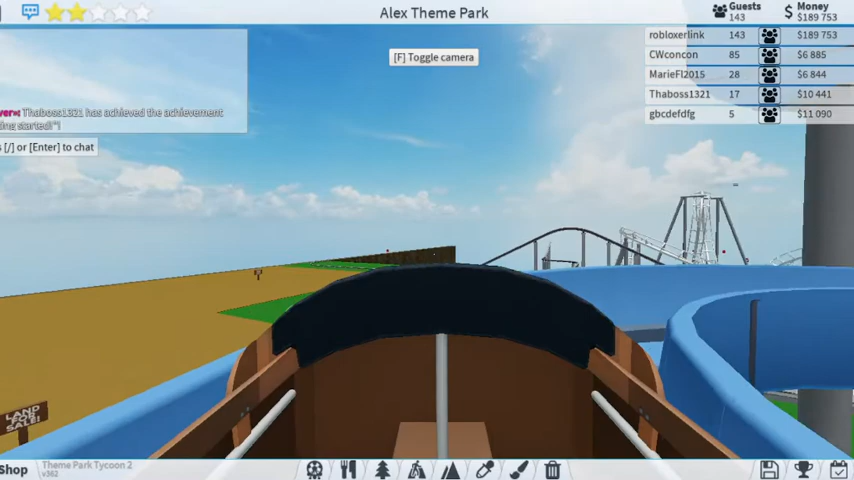 Alex Theme Park
Guests
143
Money
$189 753
[F] Toggle camera
robloxerlink 143 $189 753
CWconcon 85 $6 885
MarieFl2015 28 $6 844
Thaboss1321 17 $10 441
gbcdefdfg 5 $11 090
Thaboss1321 has achieved the achievement
[/] or [Enter] to chat
LAND
FOR
SALE!
Shop
Theme Park Tycoon 2
v362